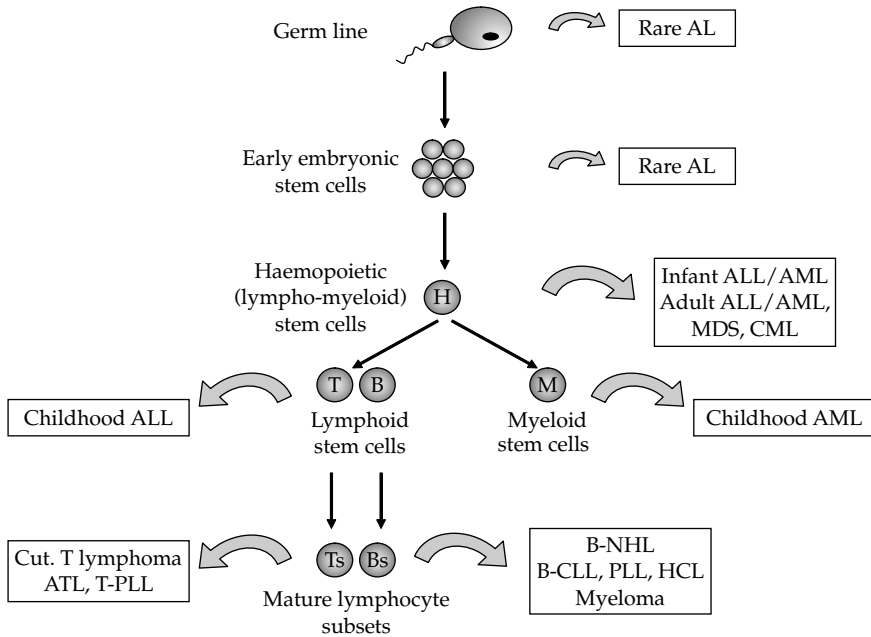 Germ line
Rare AL
Early embryonic
stem cells
Rare AL
Haemopoietic
(lympho-myeloid)
stem cells
H
Infant ALL/AML
Adult ALL/AML,
MDS, CML
T B
M
Childhood ALL
Lymphoid
stem cells
Myeloid
stem cells
Childhood AML
Cut. T lymphoma
ATL, T-PLL
Ts Bs
Mature lymphocyte
subsets
B-NHL
B-CLL, PLL, HCL
Myeloma